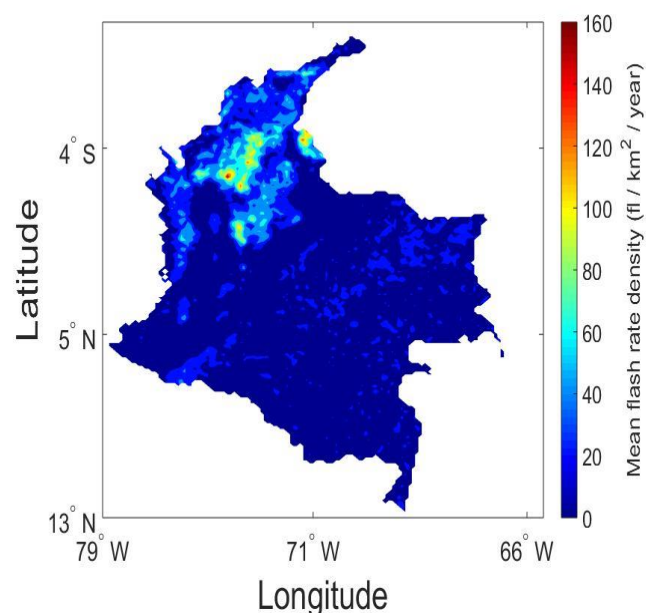 160
140
120
100
80
60
40
20
0
Mean flash rate density (fl / km² / year)
4° S
5° N
13° N
Latitude
79° W
71° W
66° W
Longitude